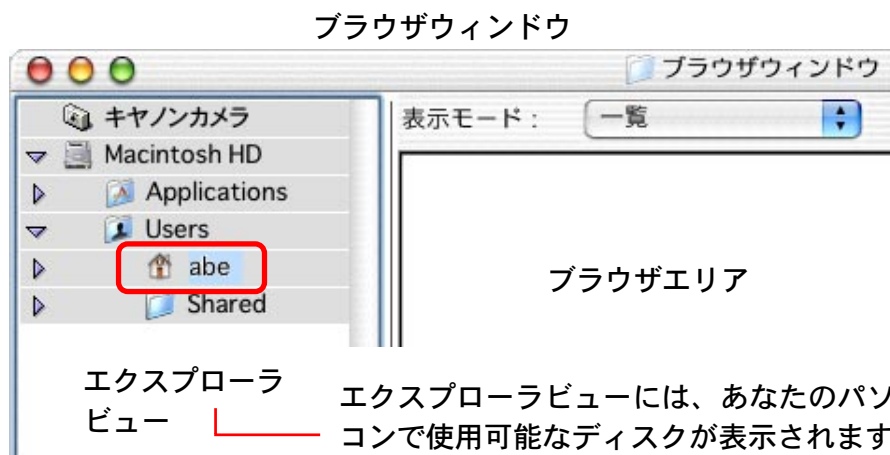 ブラウザウィンドウ
ブラウザウィンドウ
キヤノンカメラ
表示モード： 一覧
Macintosh HD
Applications
Users
abe
ブラウザエリア
Shared
エクスプローラ
ビュー
エクスプローラビューには、あなたのパソ
コンで使用可能なディスクが表示されます